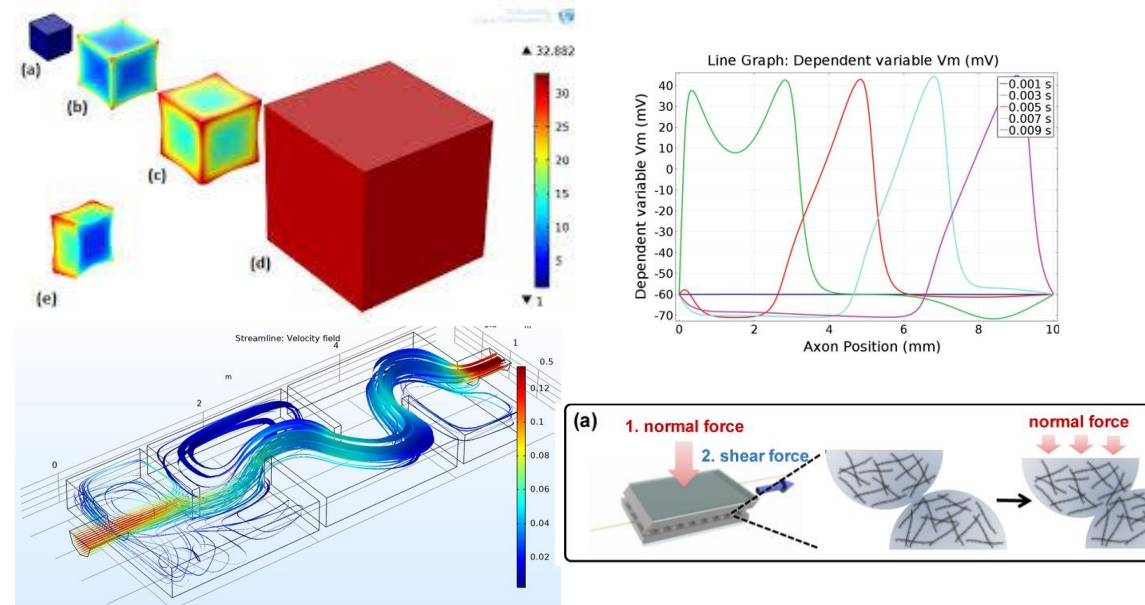 ▲ 32.882
30
25
20
15
10
5
▼ 1
(a)
(b)
(c)
(d)
(e)
Line Graph: Dependent variable Vm (mV)
Dependent variable Vm (mV)
40
30
20
10
0
-10
-20
-30
-40
-50
-60
-70
0
2
4
6
8
10
Axon Position (mm)
0.001 s
0.003 s
0.005 s
0.007 s
0.009 s
Streamline: Velocity field
m
0
2
4
m
1
0.5
0.12
0.1
0.08
0.06
0.04
0.02
(a)
1. normal force
2. shear force
normal force